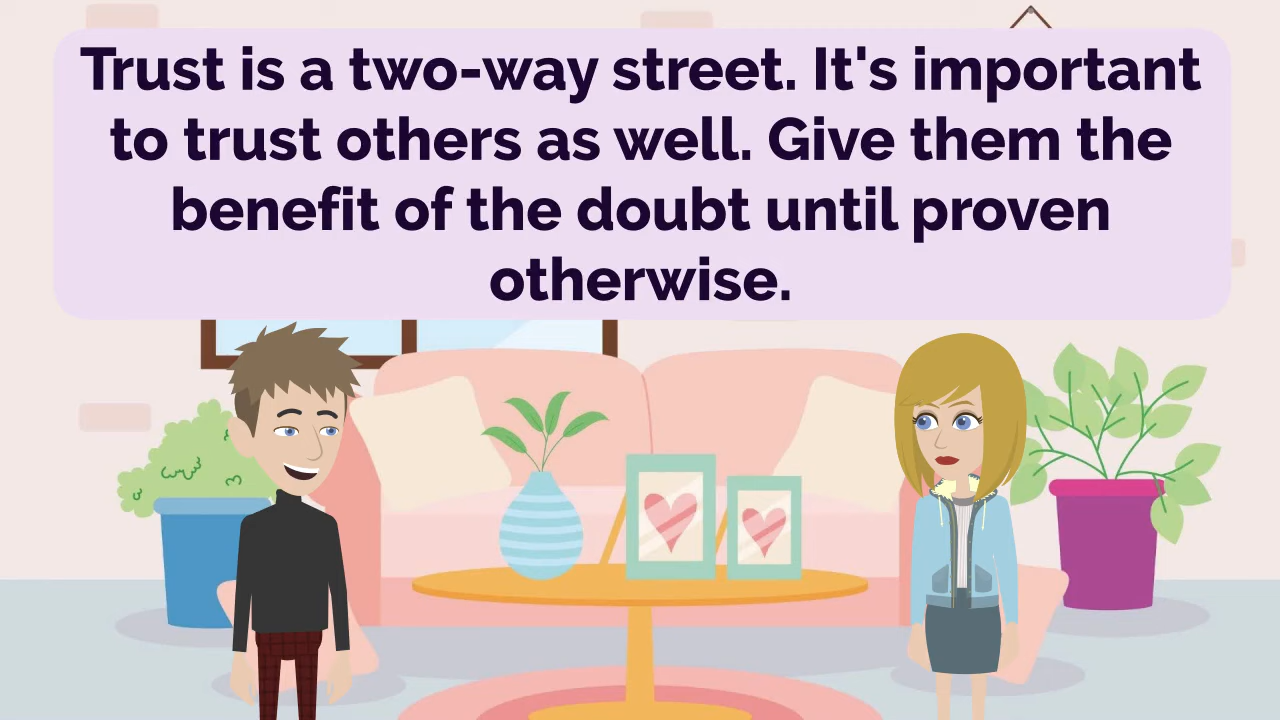 Trust is a two-way street. It's important
to trust others as well. Give them the
benefit of the doubt until proven
otherwise.